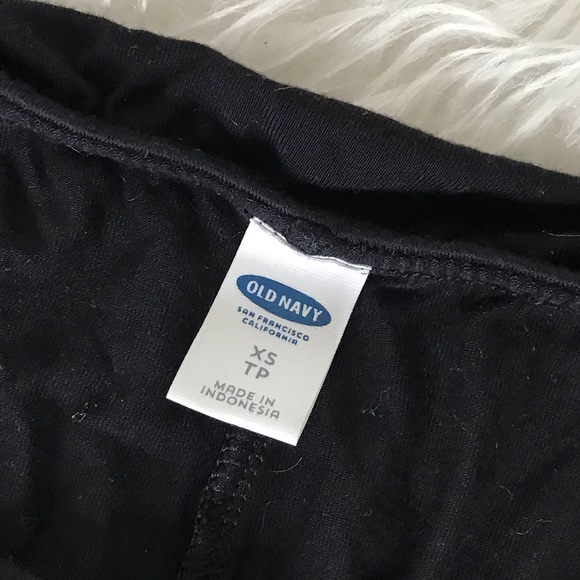 OLD NAVY
SAN FRANCISCO
CALIFORNIA
XS
TP
MADE IN
INDONESIA